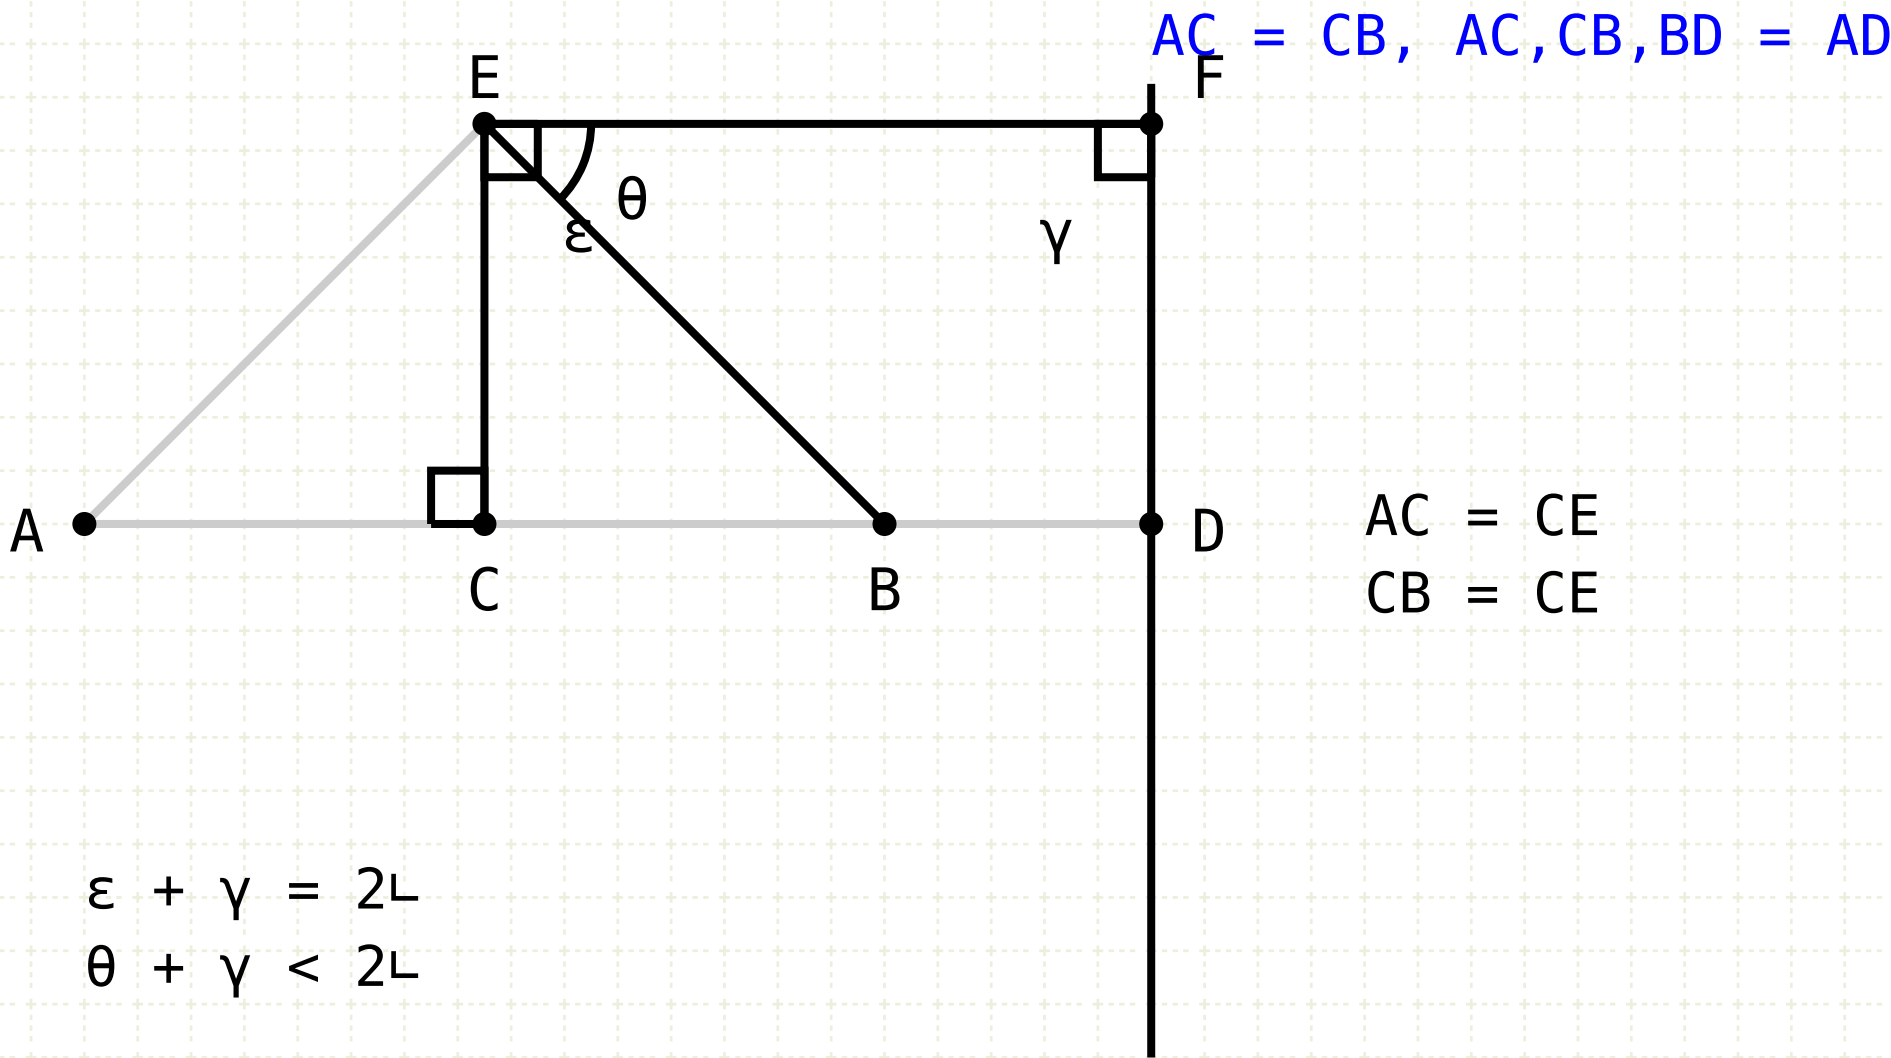 AC = CB, AC,CB,BD = AD
E
F
θ
ε
γ
A
D
C
B
AC = CE
CB = CE
ε + γ = 2∟
θ + γ < 2∟